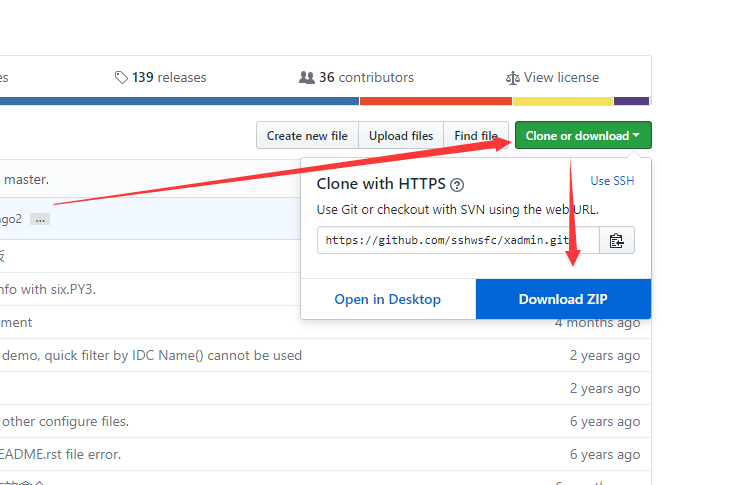 es
139 releases
36 contributors
View license
Create new file
Upload files
Find file
Clone or download
master.
Clone with HTTPS
Use SSH
ngo2 ...
Use Git or checkout with SVN using the web URL.
https://github.com/sshwsfc/xadmin.git
nfo with six.PY3.
Open in Desktop
Download ZIP
ment
4 months ago
demo, quick filter by IDC Name() cannot be used
2 years ago
2 years ago
other configure files.
6 years ago
EADME.rst file error.
6 years ago